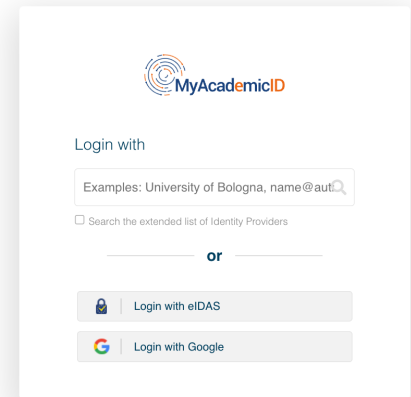 MyAcademicID
Login with
Examples: University of Bologna, name@aut
Search the extended list of Identity Providers
or
Login with eIDAS
Login with Google